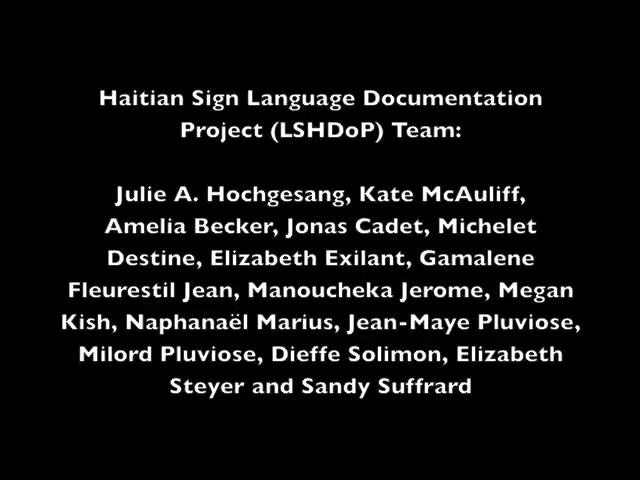 Haitian Sign Language Documentation
Project (LSHDoP) Team:
Julie A. Hochgesang, Kate McAuliff,
Amelia Becker, Jonas Cadet, Michelet
Destine, Elizabeth Exilant, Gamalene
Fleurestil Jean, Manoucheka Jerome, Megan
Kish, Naphanaël Marius, Jean-Maye Pluviose,
Milord Pluviose, Dieffe Solimon, Elizabeth
Steyer and Sandy Suffrard